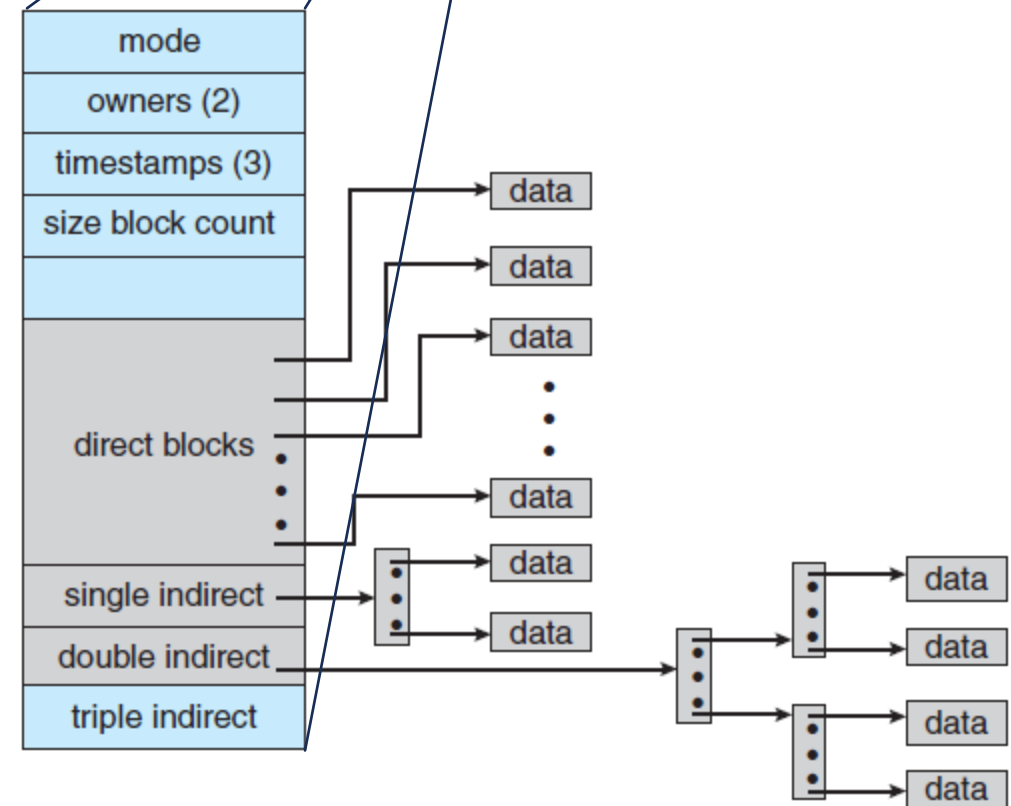 mode
owners (2)
timestamps (3)
size block count
direct blocks
single indirect
double indirect
triple indirect
data
data
data
data
data
data
data
data
data
data